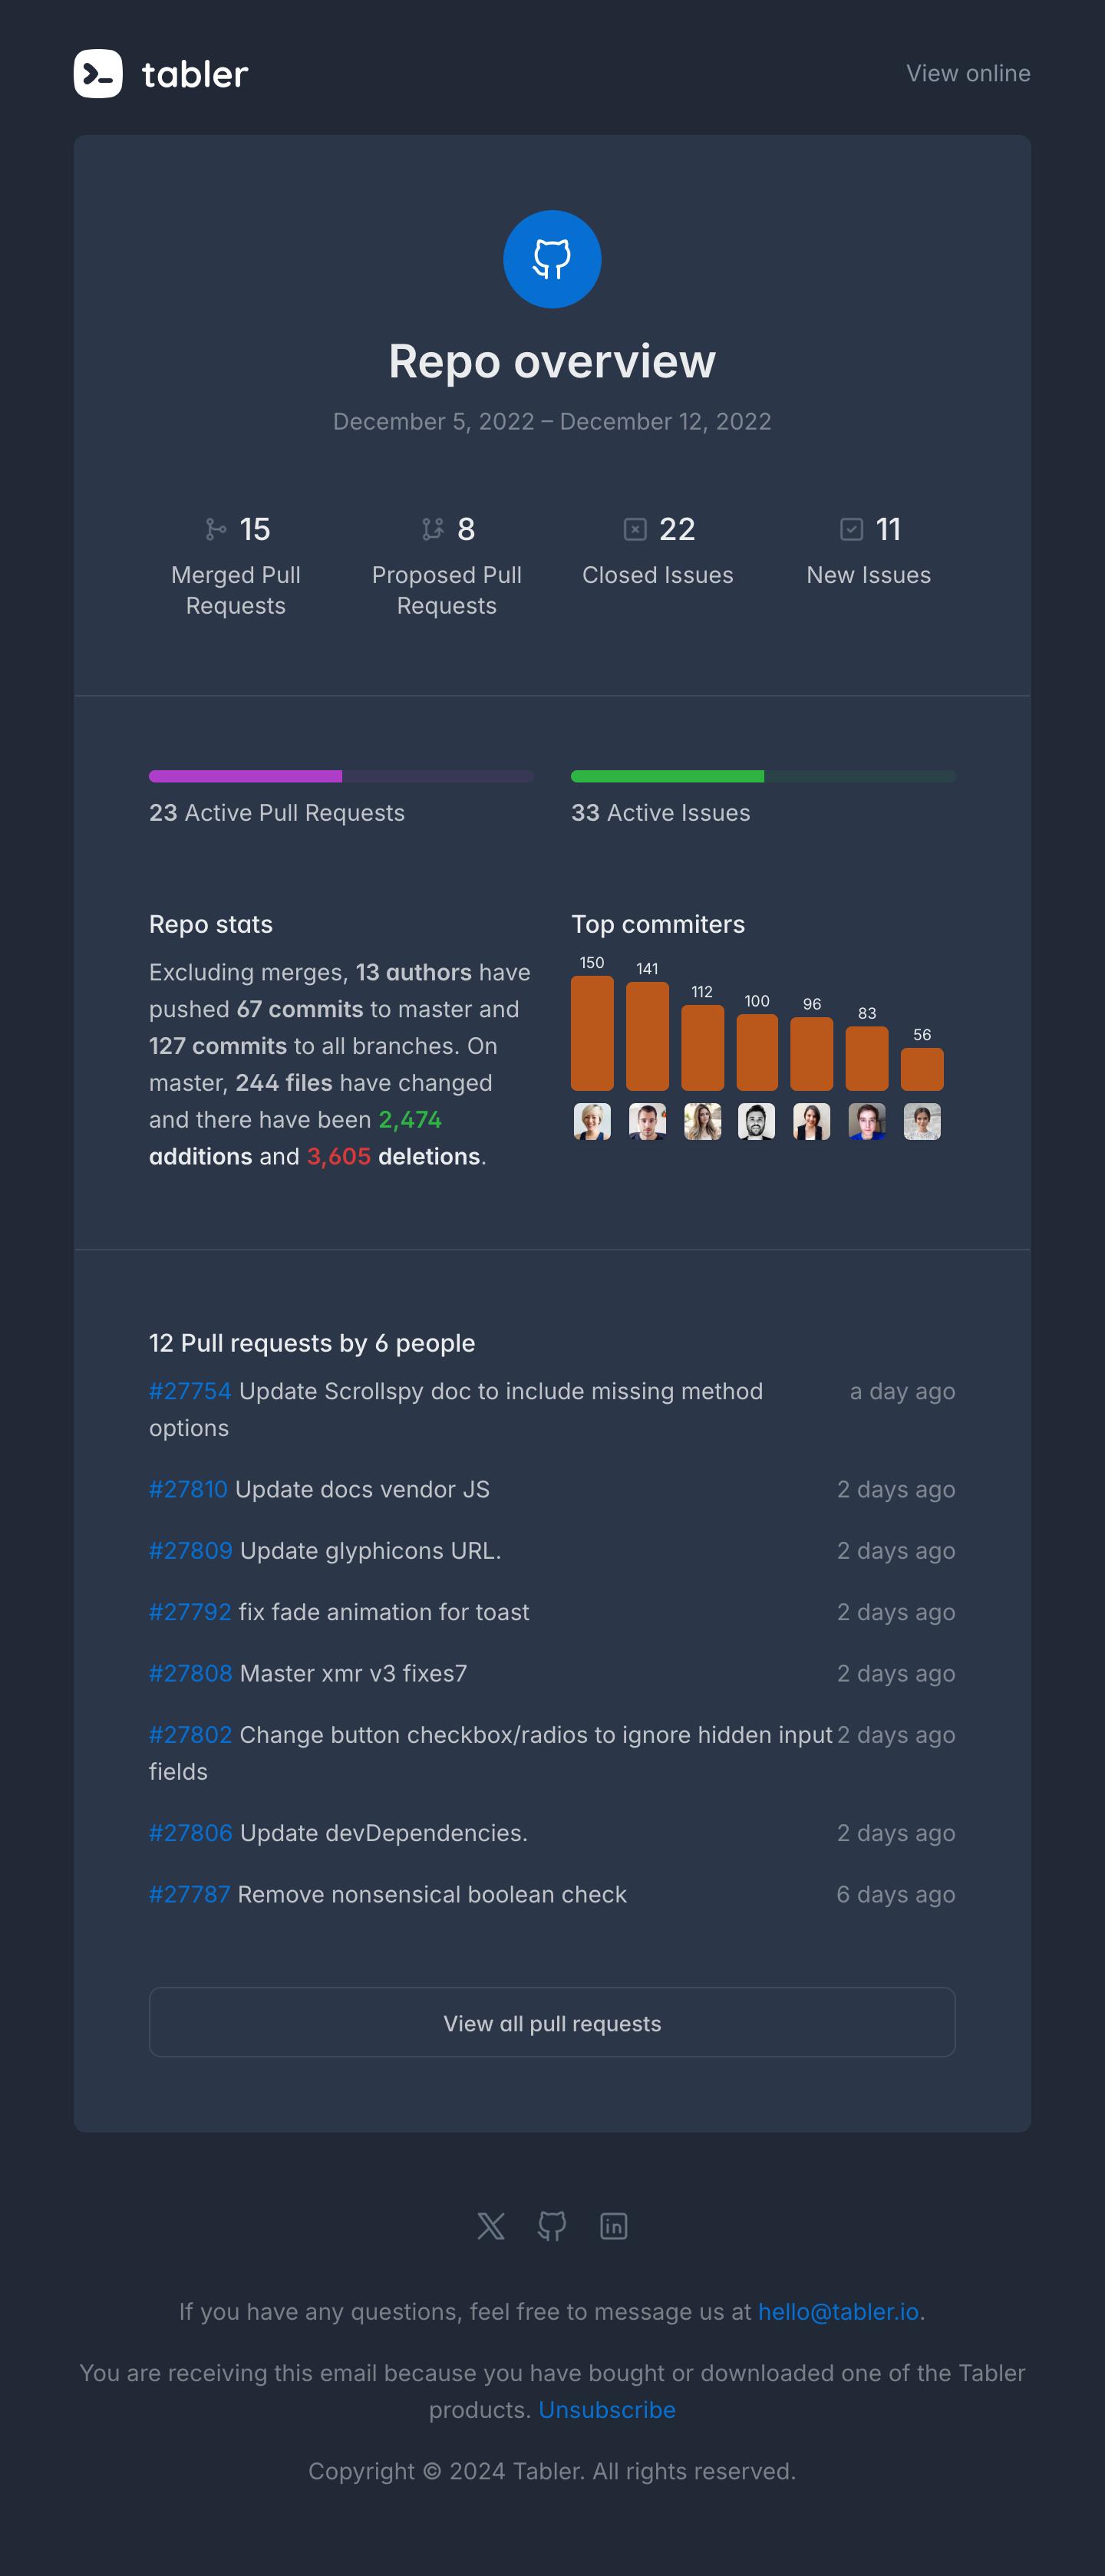 tabler
View online
Repo overview
December 5, 2022 – December 12, 2022
15
8
22
11
Merged Pull
Requests
Proposed Pull
Requests
Closed Issues
New Issues
23 Active Pull Requests
33 Active Issues
Repo stats
Excluding merges, 13 authors have
pushed 67 commits to master and
127 commits to all branches. On
master, 244 files have changed
and there have been 2,474
additions and 3,605 deletions.
Top commiters
150
141
112
100
96
83
56
12 Pull requests by 6 people
#27754 Update Scrollspy doc to include missing method
options
a day ago
#27810 Update docs vendor JS
2 days ago
#27809 Update glyphicons URL.
2 days ago
#27792 fix fade animation for toast
2 days ago
#27808 Master xmr v3 fixes7
2 days ago
#27802 Change button checkbox/radios to ignore hidden input
fields
2 days ago
#27806 Update devDependencies.
2 days ago
#27787 Remove nonsensical boolean check
6 days ago
View all pull requests
If you have any questions, feel free to message us at hello@tabler.io.
You are receiving this email because you have bought or downloaded one of the Tabler
products. Unsubscribe
Copyright © 2024 Tabler. All rights reserved.